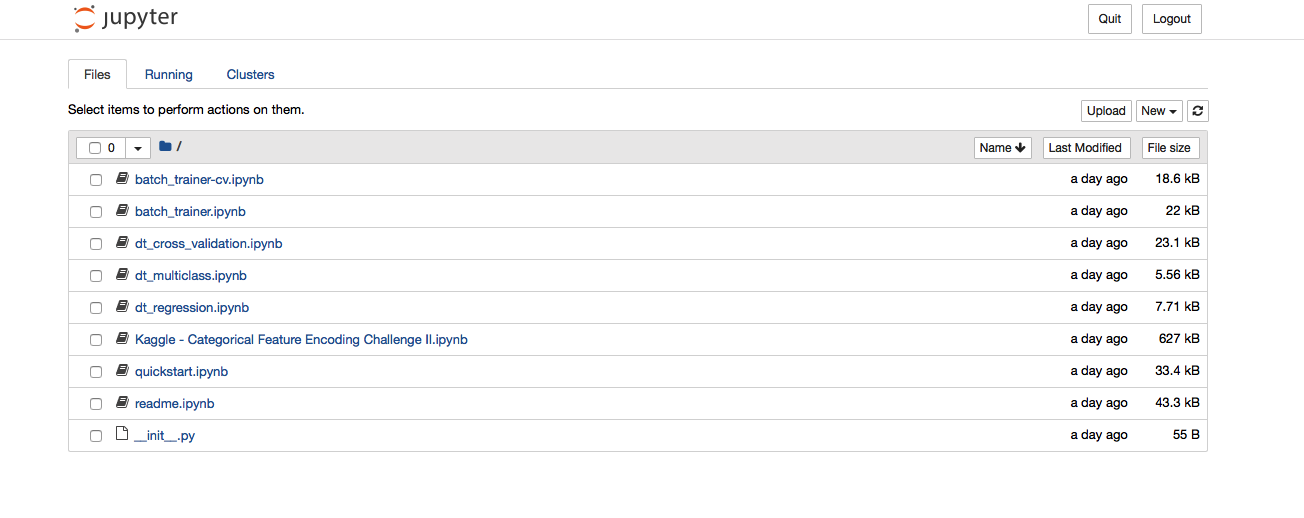 jupyter Quit Logout
Files Running Clusters
Select items to perform actions on them. Upload New
0 / Name Last Modified File size
batch_trainer-cv.ipynb a day ago 18.6 kB
batch_trainer.ipynb a day ago 22 kB
dt_cross_validation.ipynb a day ago 23.1 kB
dt_multiclass.ipynb a day ago 5.56 kB
dt_regression.ipynb a day ago 7.71 kB
Kaggle - Categorical Feature Encoding Challenge II.ipynb a day ago 627 kB
quickstart.ipynb a day ago 33.4 kB
readme.ipynb a day ago 43.3 kB
__init__.py a day ago 55 B